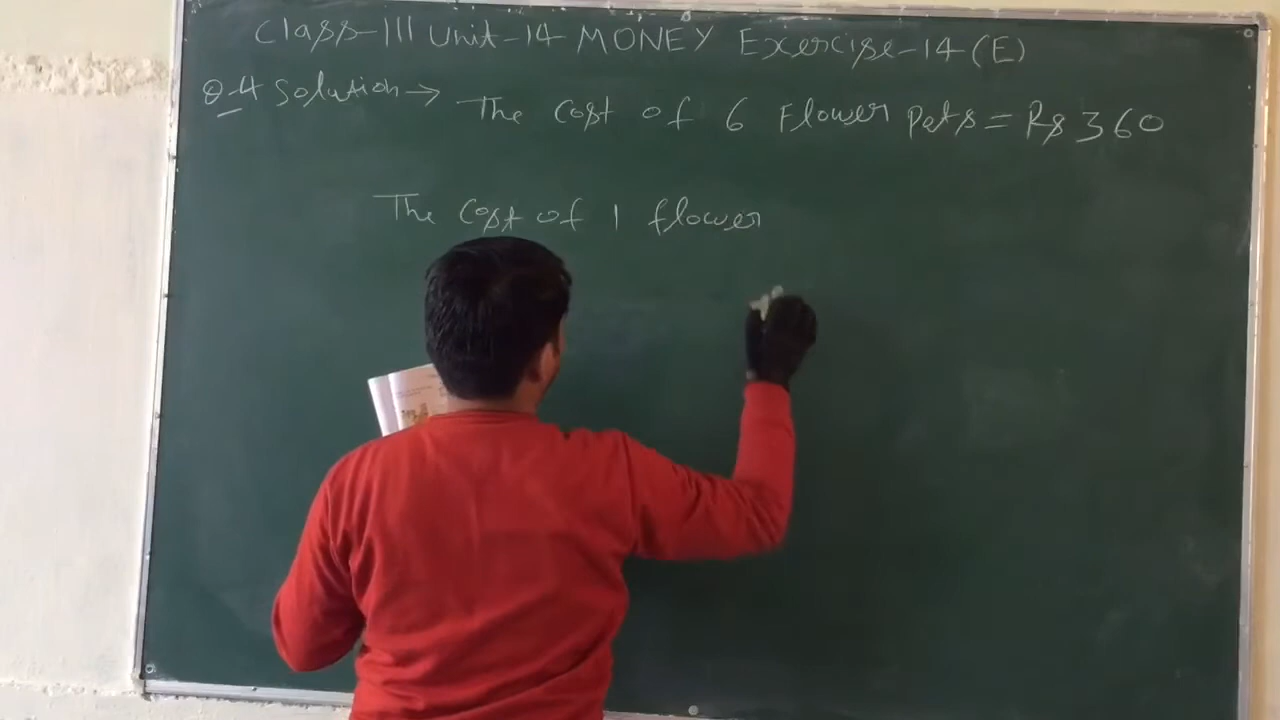 Class-III Unit-14 MONEY Exercise-14 (E)
Q.4 Solution → The Cost of 6 Flower Pots = Rs 360
The Cost of 1 flower